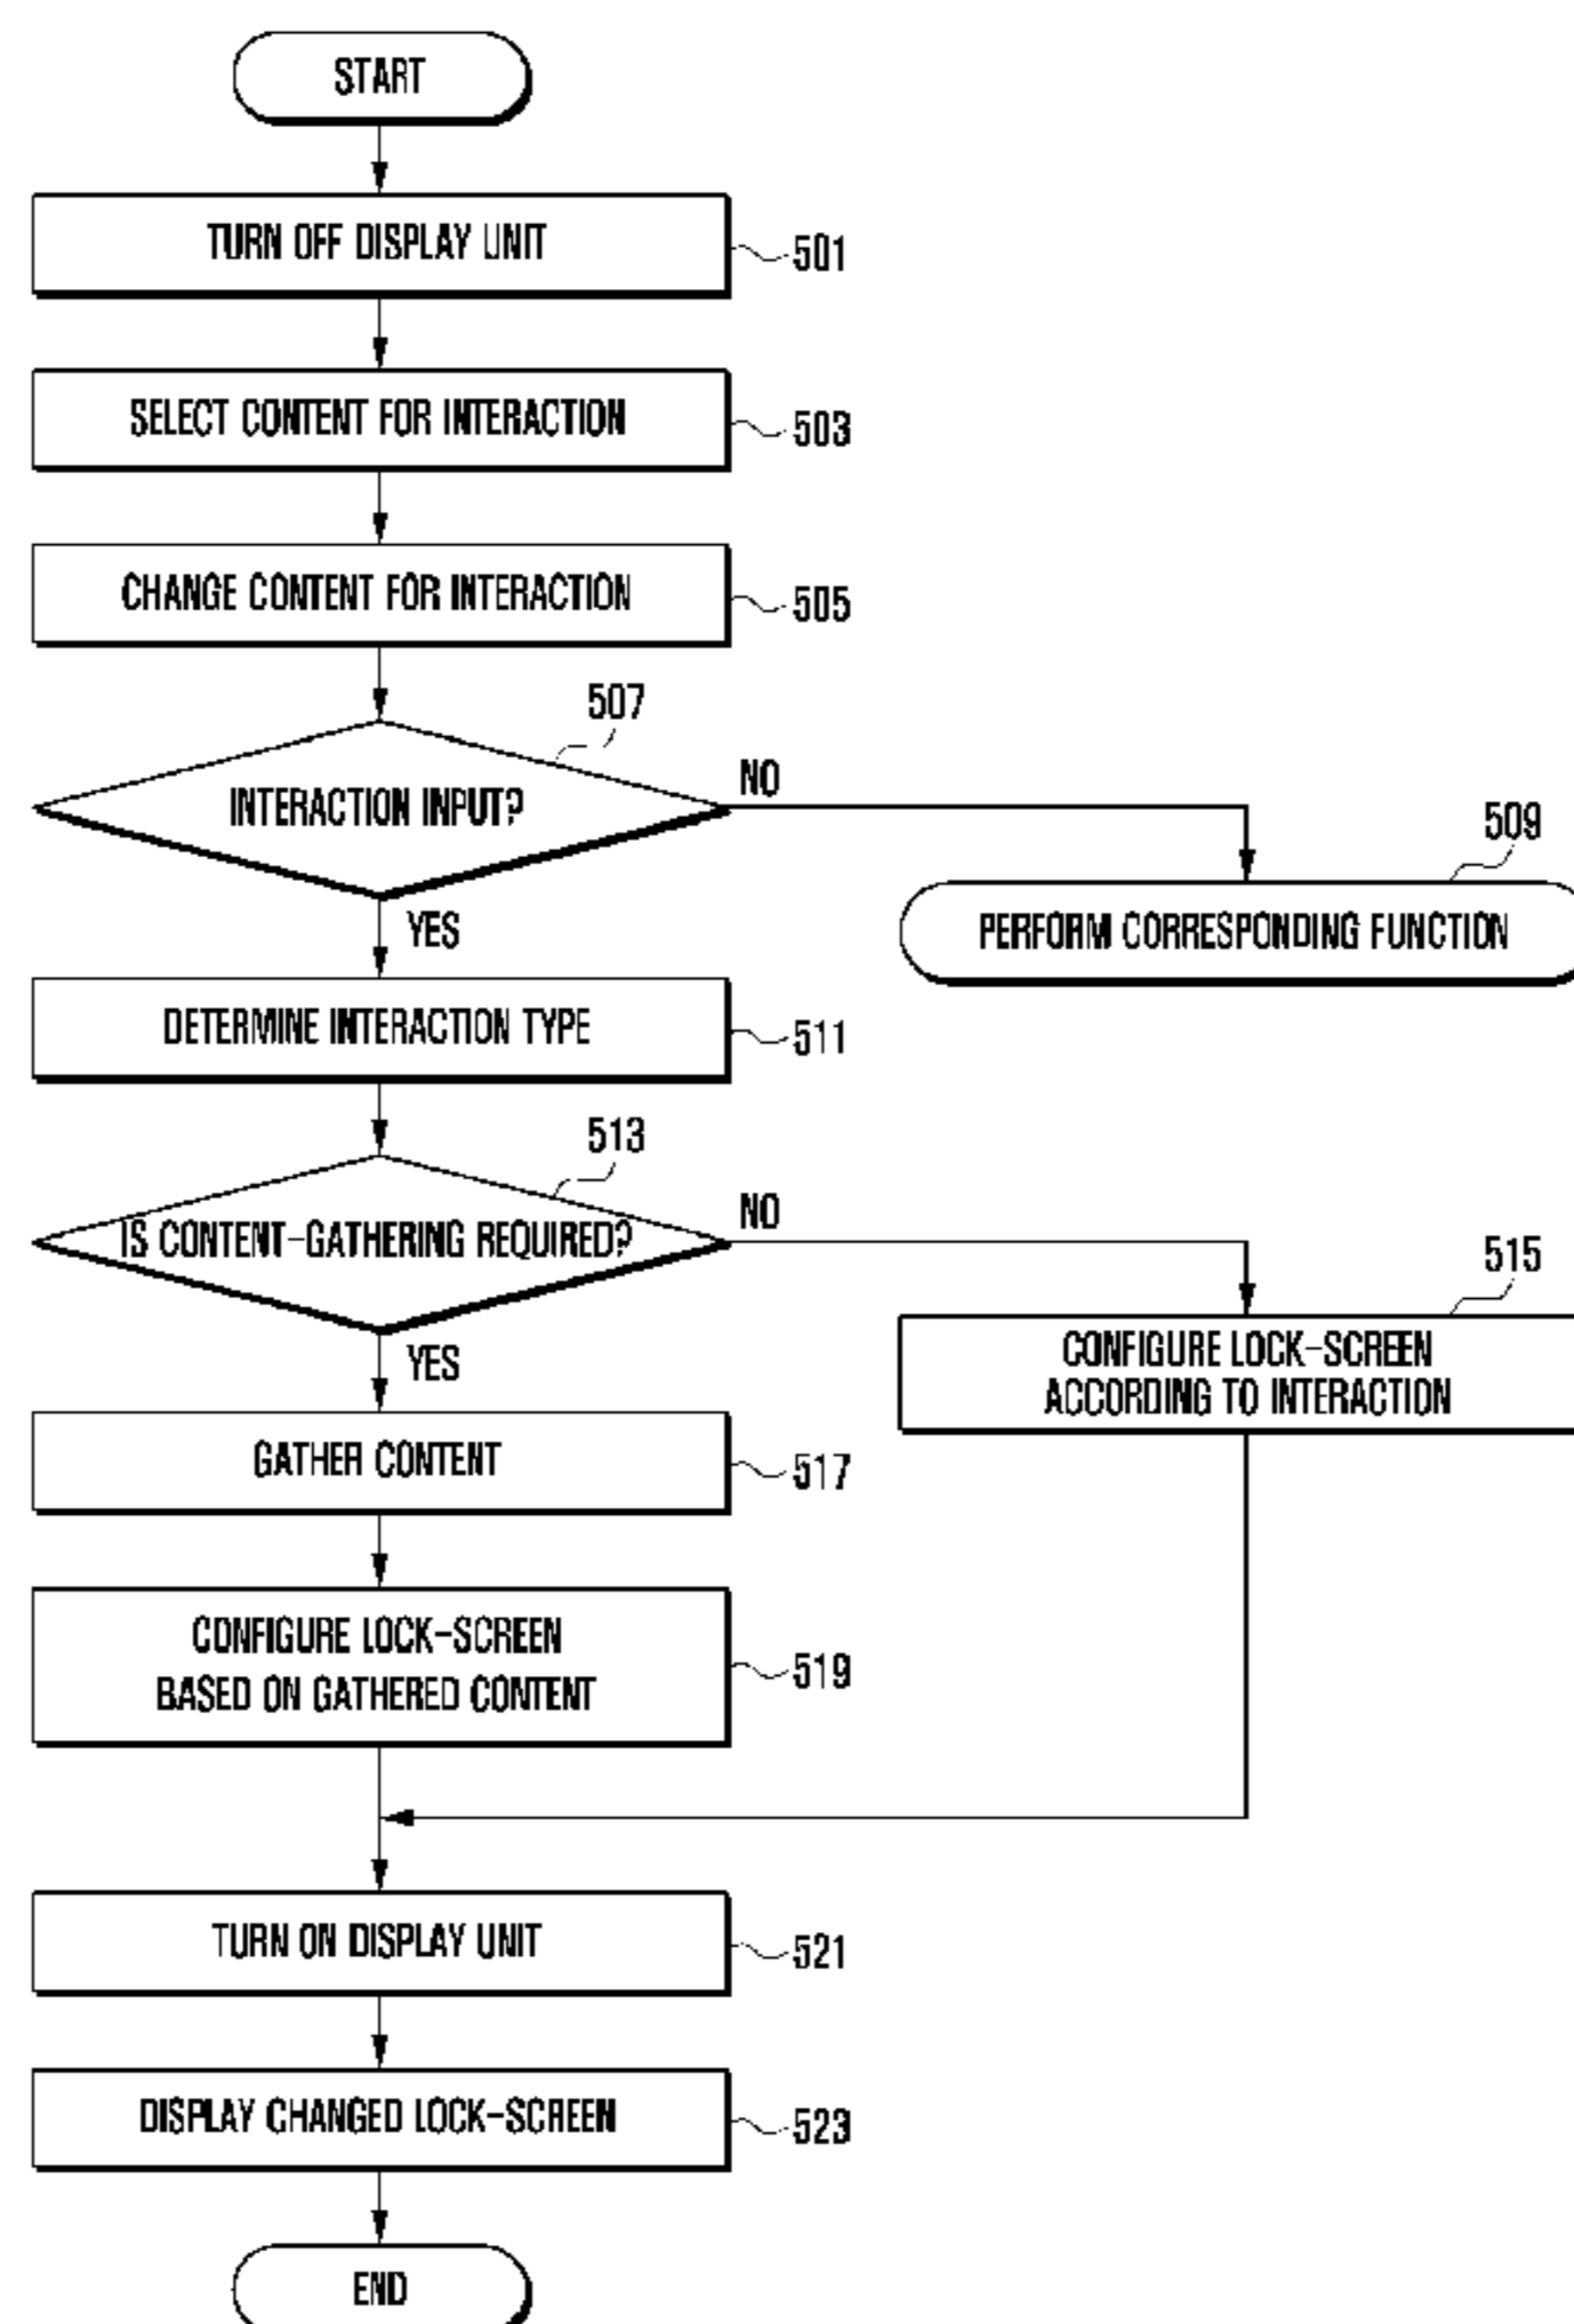 START
TURN OFF DISPLAY UNIT
501
SELECT CONTENT FOR INTERACTION
503
CHANGE CONTENT FOR INTERACTION
505
507
INTERACTION INPUT?
NO
509
PERFORM CORRESPONDING FUNCTION
YES
DETERMINE INTERACTION TYPE
511
513
IS CONTENT-GATHERING REQUIRED?
NO
515
CONFIGURE LOCK-SCREEN
ACCORDING TO INTERACTION
YES
GATHER CONTENT
517
CONFIGURE LOCK-SCREEN
BASED ON GATHERED CONTENT
519
TURN ON DISPLAY UNIT
521
DISPLAY CHANGED LOCK-SCREEN
523
END